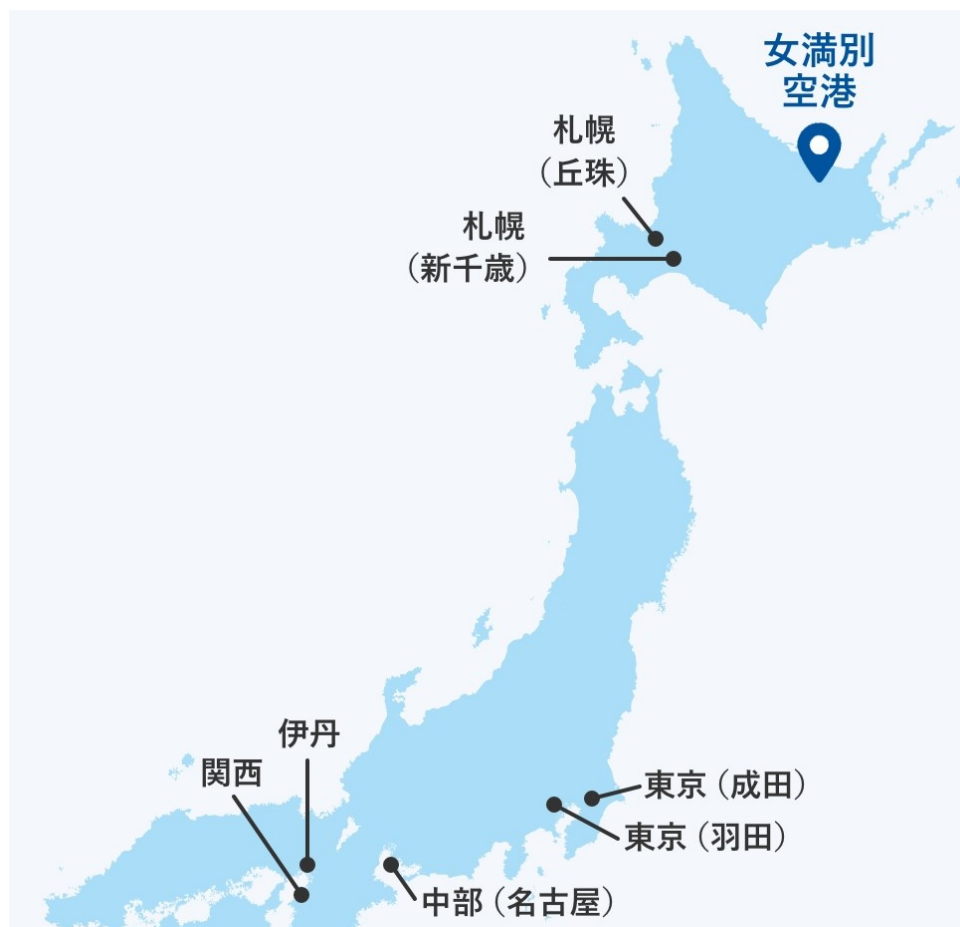 女満別
空港
札幌
（丘珠）
札幌
（新千歳）
伊丹
関西
東京（成田）
東京（羽田）
中部（名古屋）